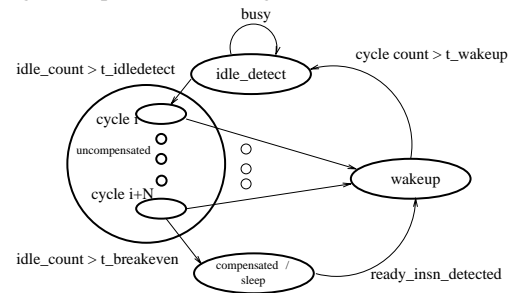 busy
cycle count > t_wakeup
idle_count > t_idledetect
idle_detect
cycle i
uncompensated
wakeup
cycle i+N
idle_count > t_breakeven
compensated /
sleep
ready_insn_detected